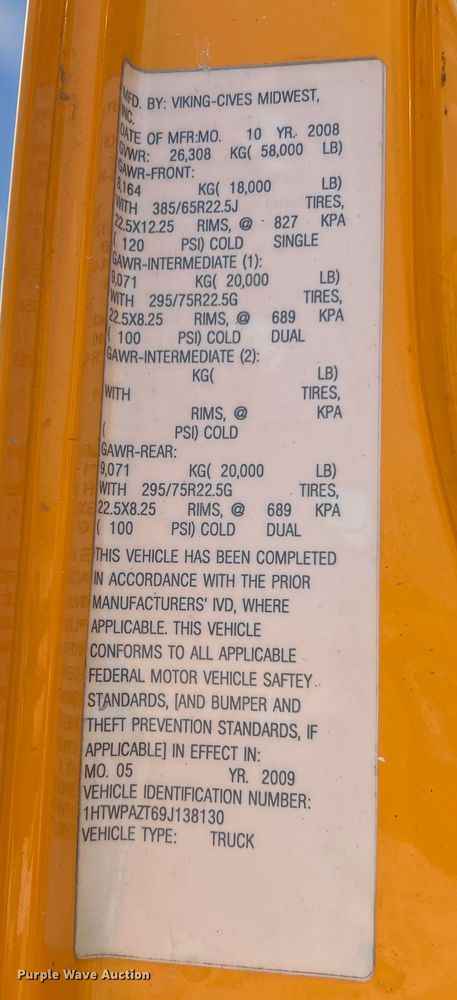 MFD. BY: VIKING-CIVES MIDWEST,
INC.
DATE OF MFR:MO. 10 YR. 2008
GVWR: 26,308 KG( 58,000 LB)
GAWR-FRONT:
8,164 KG( 18,000 LB)
WITH 385/65R22.5J TIRES,
22.5X12.25 RIMS, @ 827 KPA
( 120 PSI) COLD SINGLE
GAWR-INTERMEDIATE (1):
9,071 KG( 20,000 LB)
WITH 295/75R22.5G TIRES,
22.5X8.25 RIMS, @ 689 KPA
( 100 PSI) COLD DUAL
GAWR-INTERMEDIATE (2):
KG( LB)
WITH TIRES,
RIMS, @ KPA
( PSI) COLD
GAWR-REAR:
9,071 KG( 20,000 LB)
WITH 295/75R22.5G TIRES,
22.5X8.25 RIMS, @ 689 KPA
( 100 PSI) COLD DUAL
THIS VEHICLE HAS BEEN COMPLETED
IN ACCORDANCE WITH THE PRIOR
MANUFACTURERS' IVD, WHERE
APPLICABLE. THIS VEHICLE
CONFORMS TO ALL APPLICABLE
FEDERAL MOTOR VEHICLE SAFTEY
STANDARDS, [AND BUMPER AND
THEFT PREVENTION STANDARDS, IF
APPLICABLE] IN EFFECT IN:
MO. 05 YR. 2009
VEHICLE IDENTIFICATION NUMBER:
1HTWPAZT69J138130
VEHICLE TYPE: TRUCK
Purple Wave Auction